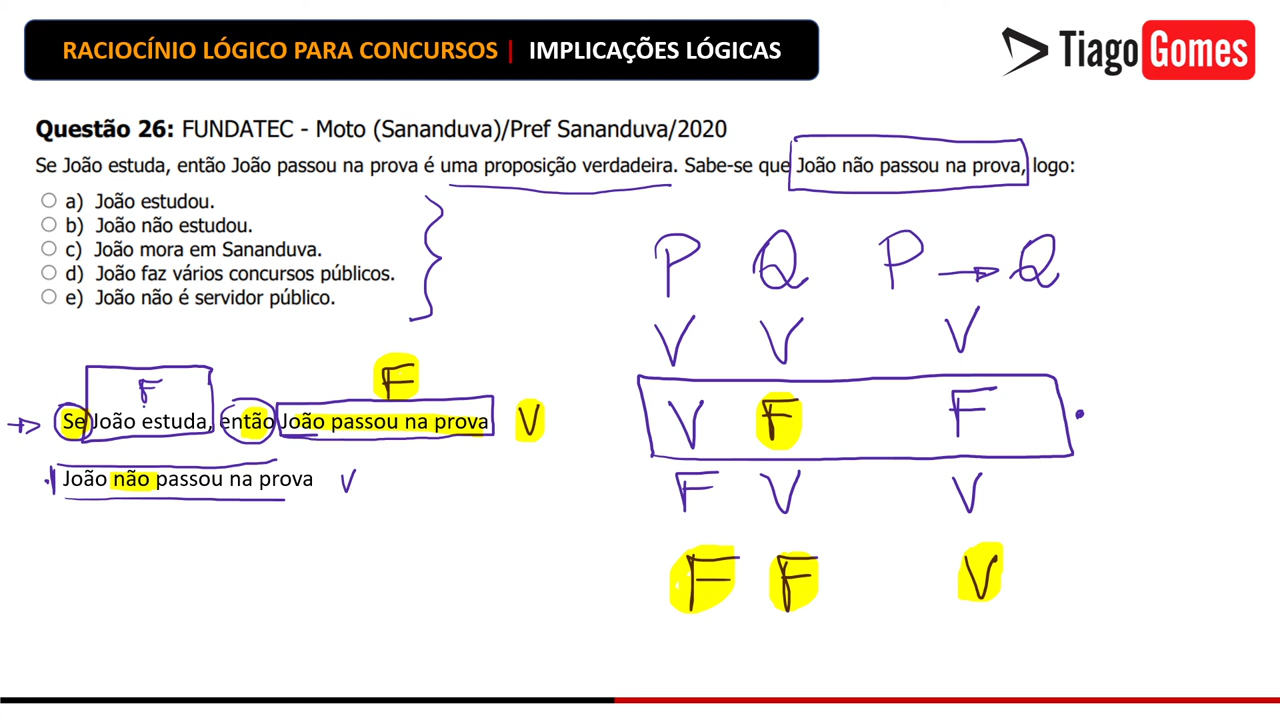 RACIOCÍNIO LÓGICO PARA CONCURSOS | IMPLICAÇÕES LÓGICAS
Tiago Gomes
Questão 26: FUNDATEC - Moto (Sananduva)/Pref Sananduva/2020
Se João estuda, então João passou na prova é uma proposição verdadeira. Sabe-se que João não passou na prova, logo:
a) João estudou.
b) João não estudou.
c) João mora em Sananduva.
d) João faz vários concursos públicos.
e) João não é servidor público.
P Q P → Q
V V V
V F F
F V V
F F V
F F
Se João estuda, então João passou na prova V
João não passou na prova V